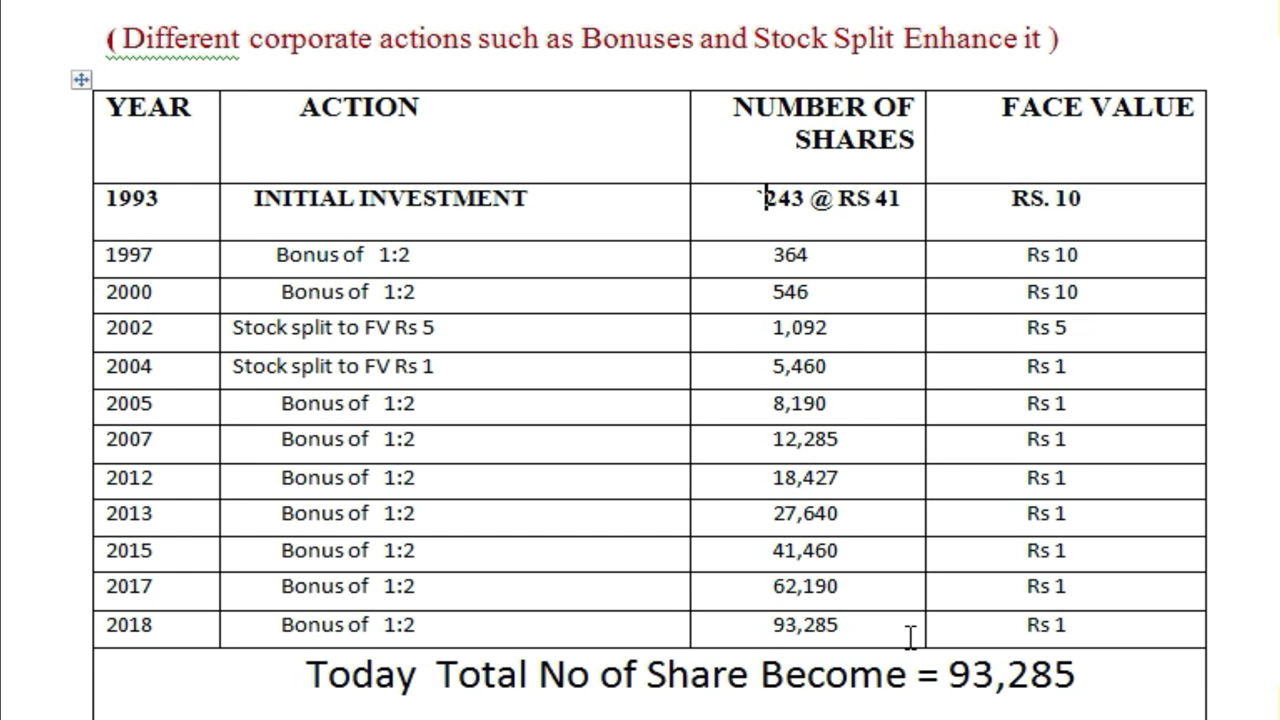 ( Different corporate actions such as Bonuses and Stock Split Enhance it )
YEAR ACTION NUMBER OF SHARES FACE VALUE
1993 INITIAL INVESTMENT `243 @ RS 41 RS. 10
1997 Bonus of 1:2 364 Rs 10
2000 Bonus of 1:2 546 Rs 10
2002 Stock split to FV Rs 5 1,092 Rs 5
2004 Stock split to FV Rs 1 5,460 Rs 1
2005 Bonus of 1:2 8,190 Rs 1
2007 Bonus of 1:2 12,285 Rs 1
2012 Bonus of 1:2 18,427 Rs 1
2013 Bonus of 1:2 27,640 Rs 1
2015 Bonus of 1:2 41,460 Rs 1
2017 Bonus of 1:2 62,190 Rs 1
2018 Bonus of 1:2 93,285 Rs 1
Today Total No of Share Become = 93,285